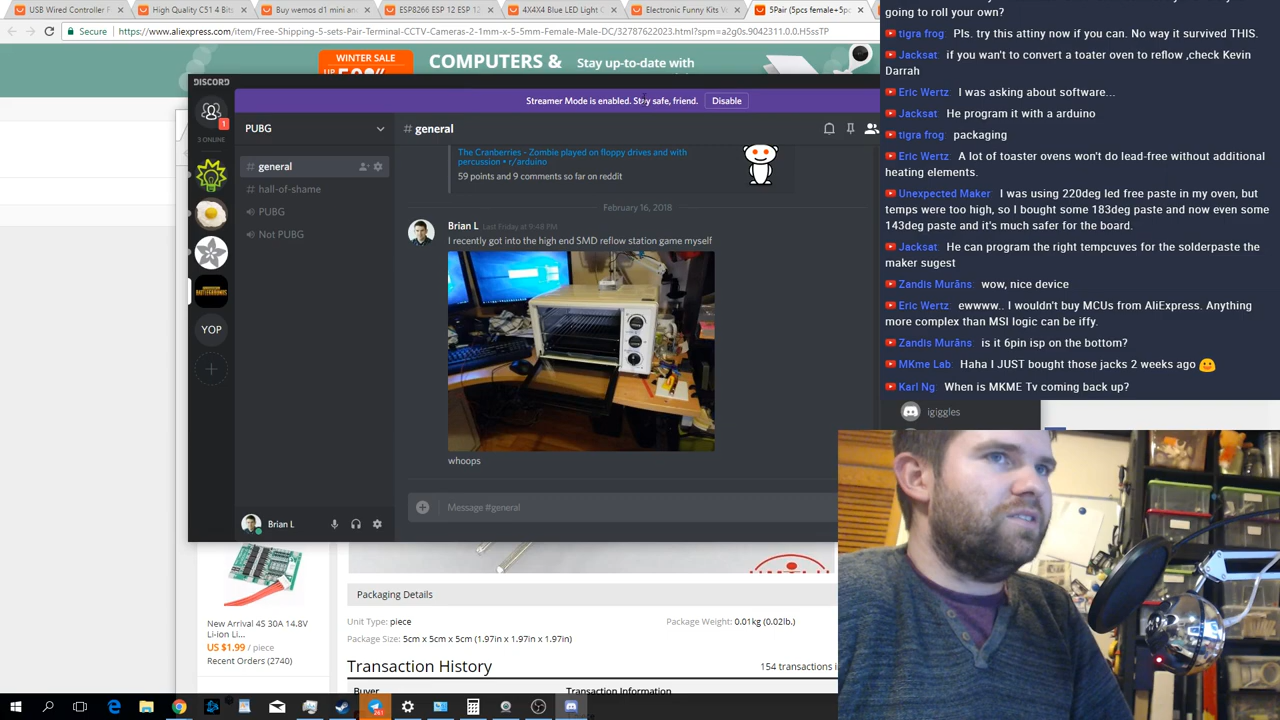 USB Wired Controller F
High Quality C51 4 Bits
Buy wemos d1 mini and
ESP8266 ESP 12 ESP 12
4X4X4 Blue LED Light C
Electronic Funny Kits V
5Pair (5pcs female+5pc
Secure
https://www.aliexpress.com/item/Free-Shipping-5-sets-Pair-Terminal-CCTV-Cameras-2-1mm-x-5-5mm-Female-Male-DC/32787622023.html?spm=a2g0s.9042311.0.0.H5ssTP
WINTER SALE
COMPUTERS &
Stay up-to-date with
DISCORD
Streamer Mode is enabled. Stay safe, friend.
Disable
3 ONLINE
1
YOP
PUBG
# general
general
hall-of-shame
PUBG
Not PUBG
The Cranberries - Zombie played on floppy drives and with
percussion • r/arduino
59 points and 9 comments so far on reddit
February 16, 2018
Brian L Last Friday at 9:48 PM
I recently got into the high end SMD reflow station game myself
whoops
Message #general
Brian L
igiggles
going to roll your own?
tigra frog Pls. try this attiny now if you can. No way it survived THIS.
Jacksat if you wan't to convert a toater oven to reflow ,check Kevin
Darrah
Eric Wertz I was asking about software...
Jacksat He program it with a arduino
tigra frog packaging
Eric Wertz A lot of toaster ovens won't do lead-free without additional
heating elements.
Unexpected Maker I was using 220deg led free paste in my oven, but
temps were too high, so I bought some 183deg paste and now even some
143deg paste and it's much safer for the board.
Jacksat He can program the right tempcuves for the solderpaste the
maker sugest
Zandis Murāns wow, nice device
Eric Wertz ewwww.. I wouldn't buy MCUs from AliExpress. Anything
more complex than MSI logic can be iffy.
Zandis Murāns is it 6pin isp on the bottom?
MKme Lab Haha I JUST bought those jacks 2 weeks ago
Karl Ng When is MKME Tv coming back up?
New Arrival 4S 30A 14.8V
Li-ion Li...
US $1.99 / piece
Recent Orders (2740)
Packaging Details
Unit Type: piece
Package Weight: 0.01kg (0.02lb.)
Package Size: 5cm x 5cm x 5cm (1.97in x 1.97in x 1.97in)
Transaction History
154 transactions i
Buyer
Transaction Information